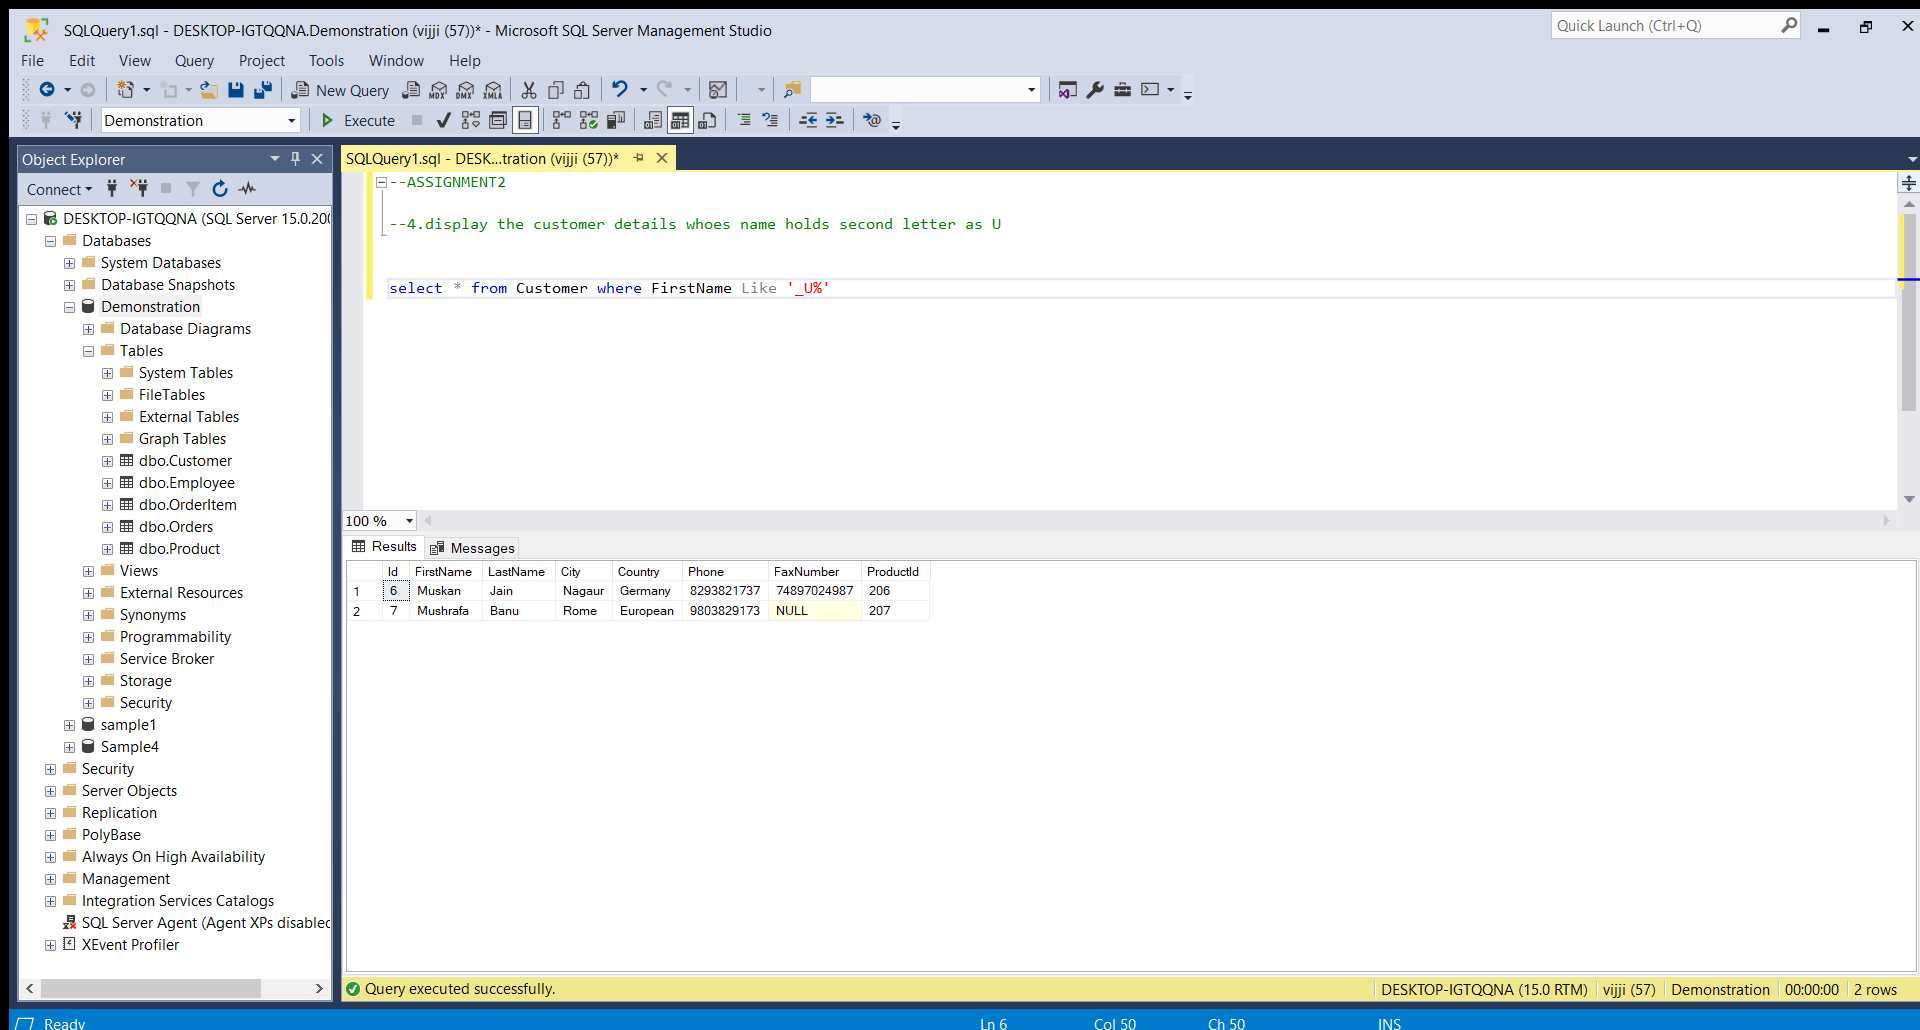 SQLQuery1.sql - DESKTOP-IGTQQNA.Demonstration (vijji (57))* - Microsoft SQL Server Management Studio
Quick Launch (Ctrl+Q)
File Edit View Query Project Tools Window Help
New Query MDX DMX XMLA
Demonstration Execute
Object Explorer
Connect
DESKTOP-IGTQQNA (SQL Server 15.0.200
Databases
System Databases
Database Snapshots
Demonstration
Database Diagrams
Tables
System Tables
FileTables
External Tables
Graph Tables
dbo.Customer
dbo.Employee
dbo.OrderItem
dbo.Orders
dbo.Product
Views
External Resources
Synonyms
Programmability
Service Broker
Storage
Security
sample1
Sample4
Security
Server Objects
Replication
PolyBase
Always On High Availability
Management
Integration Services Catalogs
SQL Server Agent (Agent XPs disabled
XEvent Profiler
SQLQuery1.sql - DESK...tration (vijji (57))*
--ASSIGNMENT2
--4.display the customer details whoes name holds second letter as U
select * from Customer where FirstName Like '_U%'
100 %
Results Messages
Id FirstName LastName City Country Phone FaxNumber ProductId
1 6 Muskan Jain Nagaur Germany 8293821737 74897024987 206
2 7 Mushrafa Banu Rome European 9803829173 NULL 207
Query executed successfully. DESKTOP-IGTQQNA (15.0 RTM) vijji (57) Demonstration 00:00:00 2 rows
Ready Ln 6 Col 50 Ch 50 INS